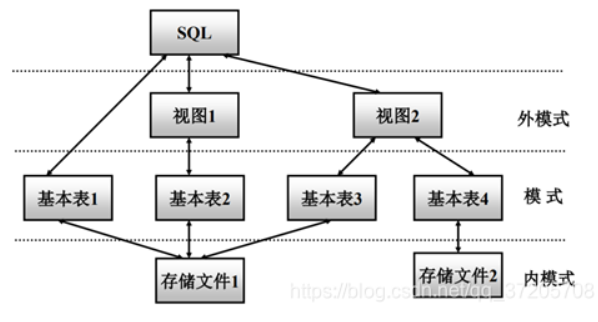 SQL
视图1
视图2
外模式
基本表1
基本表2
基本表3
基本表4
模 式
存储文件1
存储文件2
内模式
https://blog.csdn.net/qq_37205708